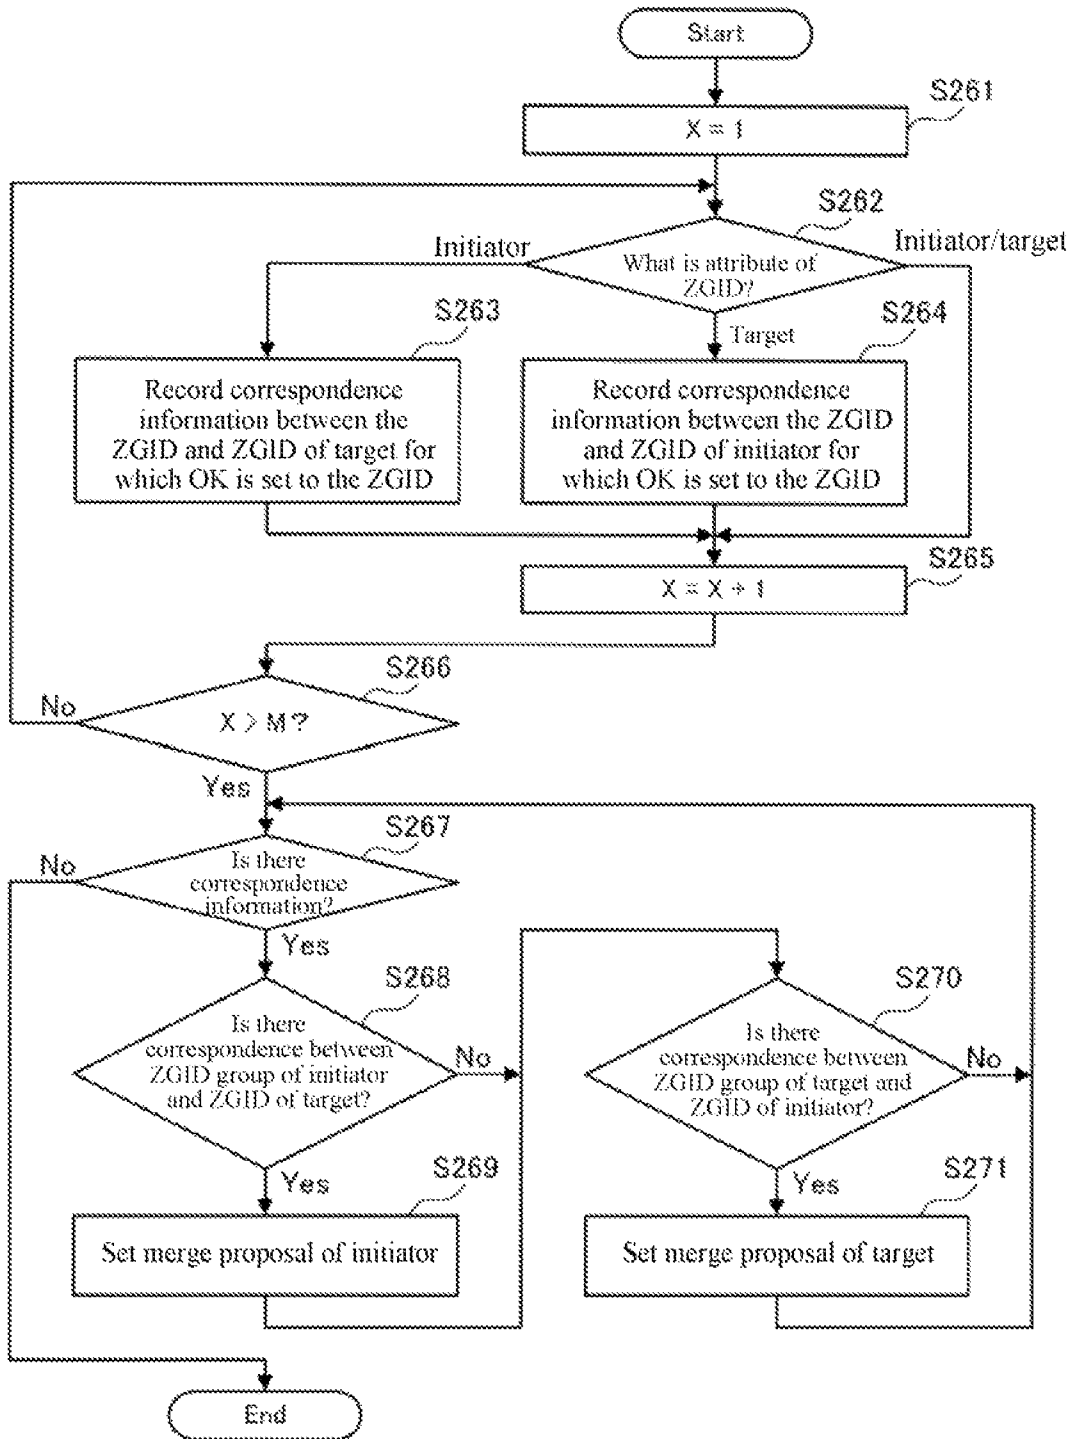 Start
S261
X = 1
S262
Initiator
Initiator/target
What is attribute of
ZGID?
S263
S264
Target
Record correspondence
information between the
ZGID and ZGID of target for
which OK is set to the ZGID
Record correspondence
information between the ZGID
and ZGID of initiator for
which OK is set to the ZGID
S265
X = X + 1
S266
No
X > M ?
Yes
S267
No
Is there
correspondence
information?
Yes
S268
Is there
correspondence between
ZGID group of initiator
and ZGID of target?
No
S270
Is there
correspondence between
ZGID group of target and
ZGID of initiator?
No
Yes
S269
Set merge proposal of initiator
Yes
S271
Set merge proposal of target
End